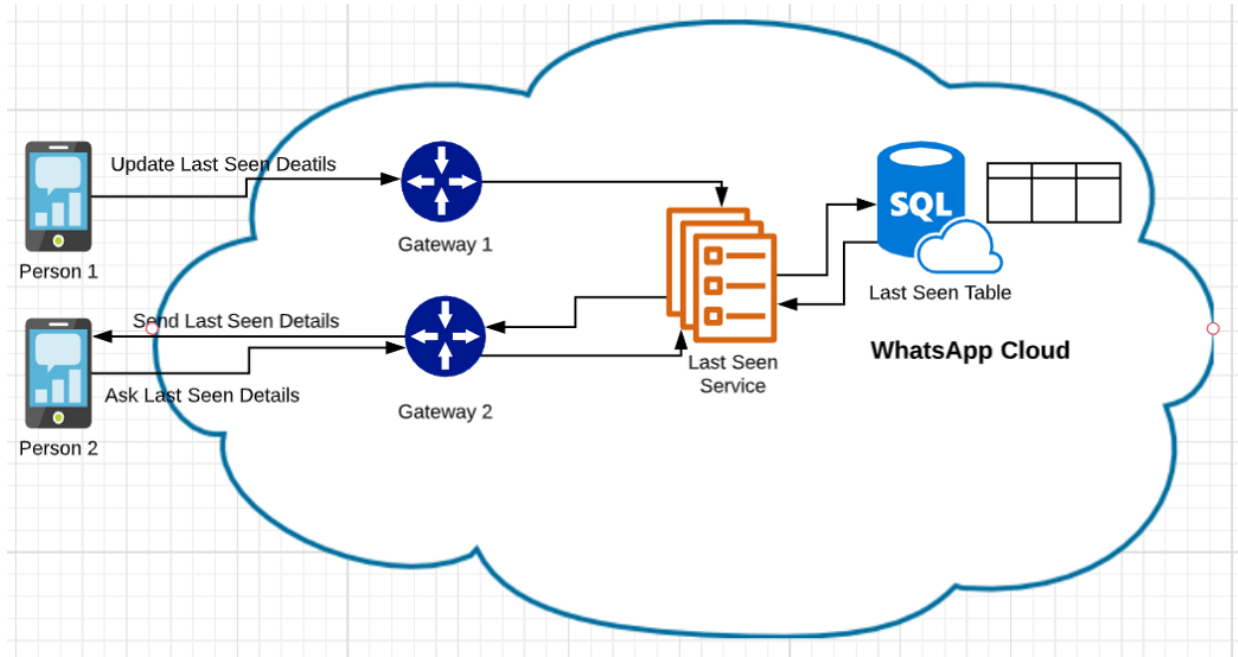 Update Last Seen Deatils
Gateway 1
Person 1
SQL
Last Seen Table
Send Last Seen Details
Ask Last Seen Details
Gateway 2
Person 2
Last Seen
Service
WhatsApp Cloud